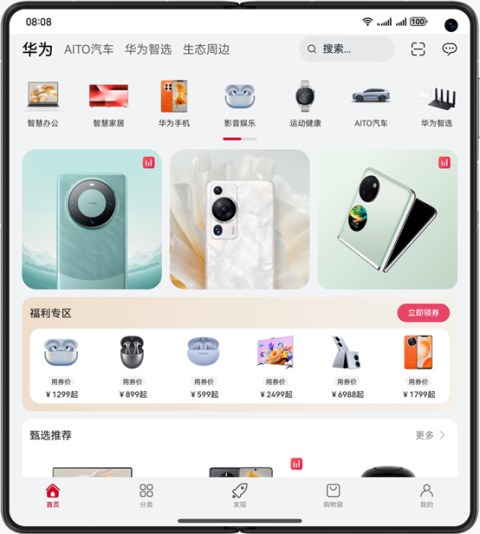 08:08
100
华为 AITO汽车 华为智选 生态周边 搜索...
智慧办公 智慧家居 华为手机 影音娱乐 运动健康 AITO汽车 华为智选
福利专区 立即领券
用券价 用券价 用券价 用券价 用券价 用券价
¥1299起 ¥899起 ¥599起 ¥2499起 ¥6988起 ¥1799起
甄选推荐 更多
首页 分类 发现 购物袋 我的